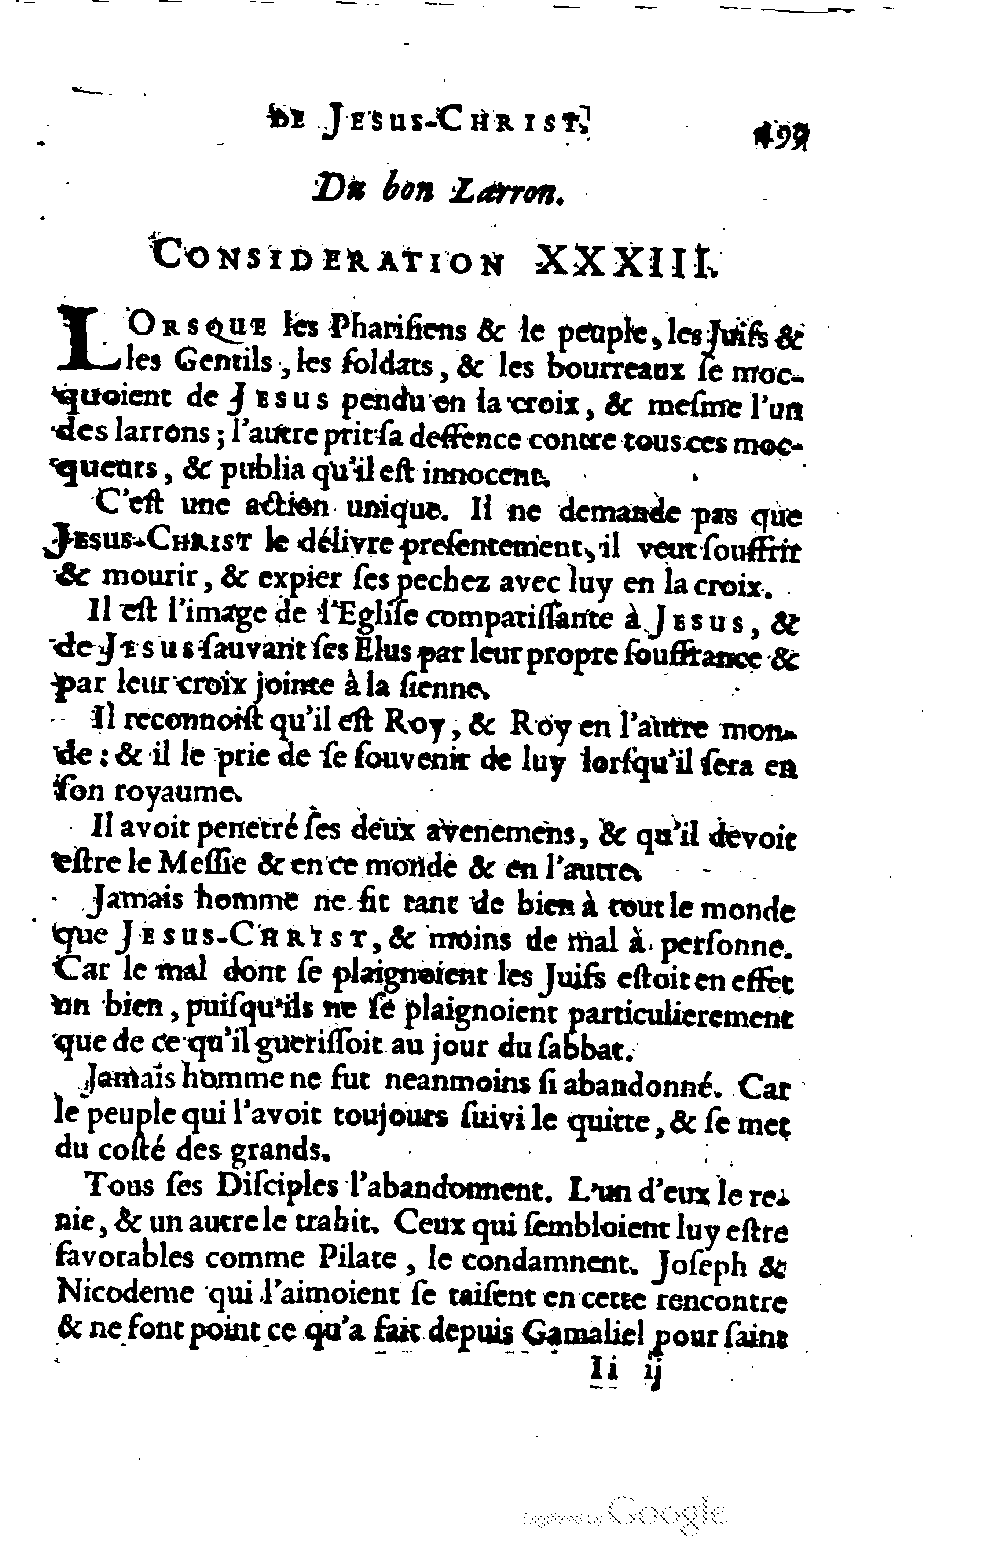 DE JESUS-CHRIST. 499
Du bon Larron.
CONSIDERATION XXXIII.
LORSQUE les Phariſiens & le peuple, les Juifs &
les Gentils, les ſoldats, & les bourreaux ſe moc-
quoient de JESUS pendu en la croix, & meſme l'un
des larrons; l'autre prit ſa deffence contre tous ces moc-
queurs, & publia qu'il eſt innocent.
C'eſt une action unique. Il ne demande pas que
JESUS-CHRIST le délivre preſentement, il veut ſouffrir
& mourir, & expier ſes pechez avec luy en la croix.
Il eſt l'image de l'Egliſe compatiſſante à JESUS, &
de JESUS ſauvant ſes Elus par leur propre ſouffrance &
par leur croix jointe à la ſienne.
Il reconnoiſt qu'il eſt Roy, & Roy en l'autre mon-
de: & il le prie de ſe ſouvenir de luy lorſqu'il ſera en
ſon royaume.
Il avoit penetré ſes deux avenemens, & qu'il devoit
eſtre le Meſſie & en ce monde & en l'autre.
Jamais homme ne fit tant de bien à tout le monde
que JESUS-CHRIST, & moins de mal à perſonne.
Car le mal dont ſe plaignoient les Juifs eſtoit en effet
un bien, puiſqu'ils ne ſe plaignoient particulierement
que de ce qu'il gueriſſoit au jour du ſabbat.
Jamais homme ne fut neanmoins ſi abandonné. Car
le peuple qui l'avoit toujours ſuivi le quitte, & ſe met
du coſté des grands.
Tous ſes Diſciples l'abandonnent. L'un d'eux le re-
nie, & un autre le trahit. Ceux qui ſembloient luy eſtre
favorables comme Pilate, le condamnent. Joſeph &
Nicodeme qui l'aimoient ſe taiſent en cette rencontre
& ne font point ce qu'a fait depuis Gamaliel pour ſaint
Ii ij
Digitized by Google